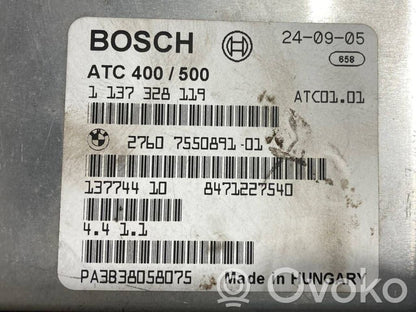 BOSCH 24-09-05
658
ATC 400 / 500
1 137 328 119 ATC01.01
2760 7550891-01
137744 10 8471227540
4.4 1.1
PA3B38058075 Made in HUNGARY
Ovoko